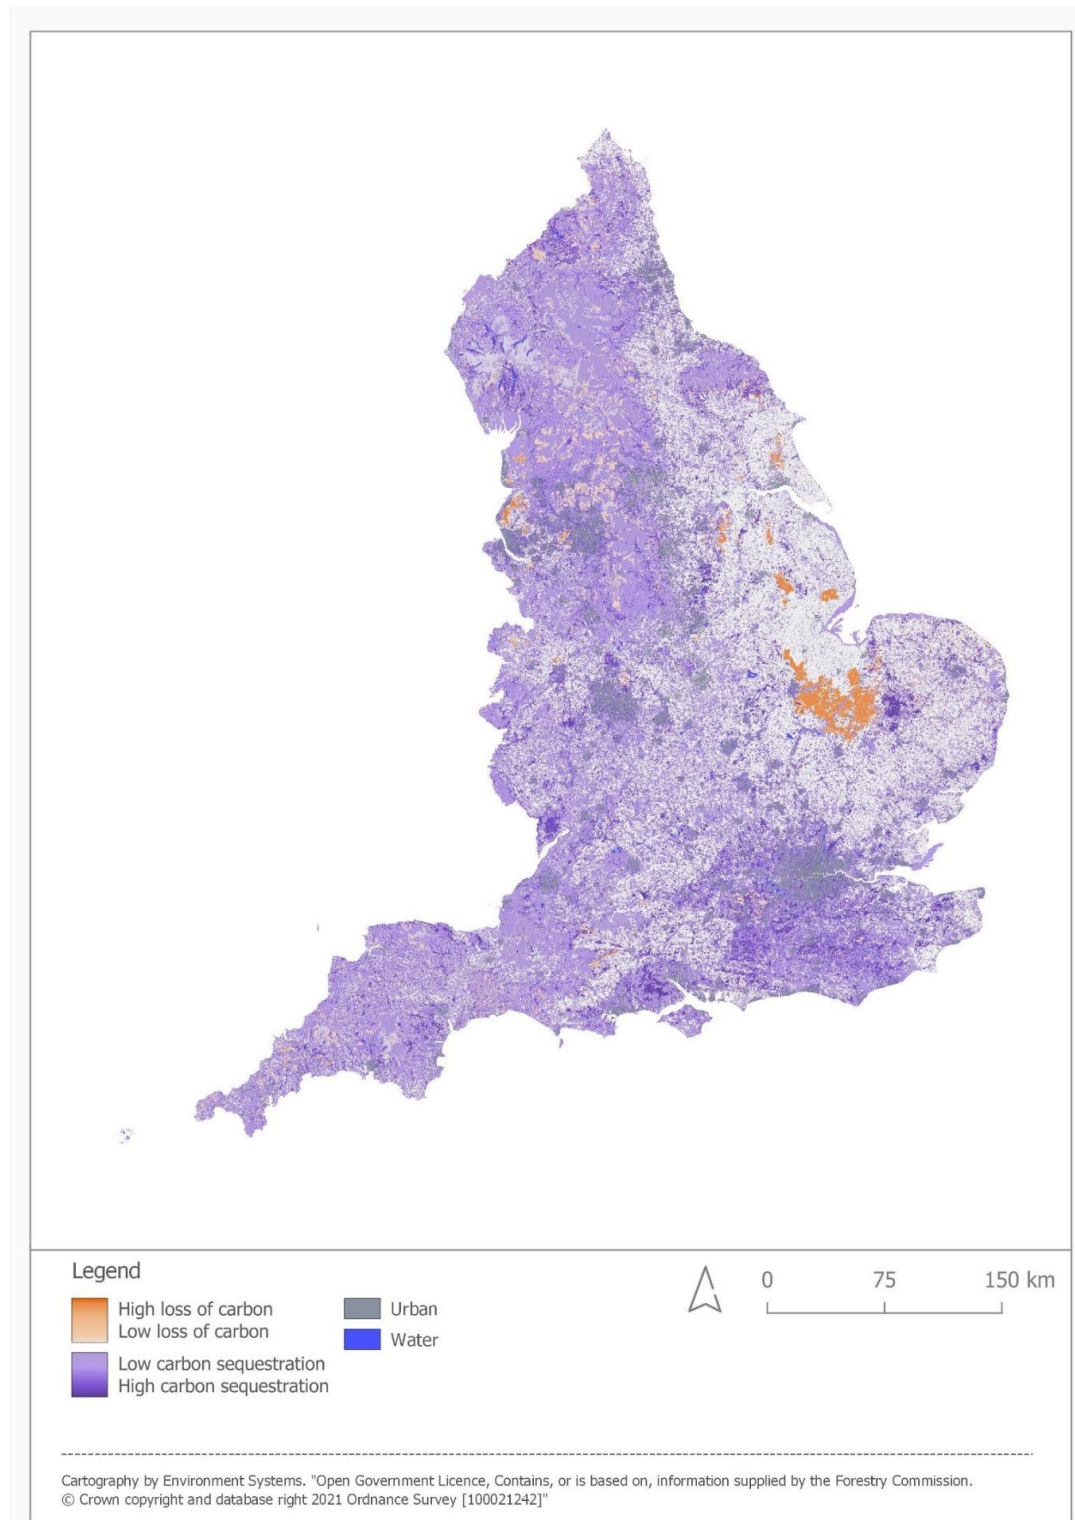 Legend
High loss of carbon
Low loss of carbon
Low carbon sequestration
High carbon sequestration
Urban
Water
0 75 150 km
Cartography by Environment Systems. "Open Government Licence, Contains, or is based on, information supplied by the Forestry Commission.
© Crown copyright and database right 2021 Ordnance Survey [100021242]"